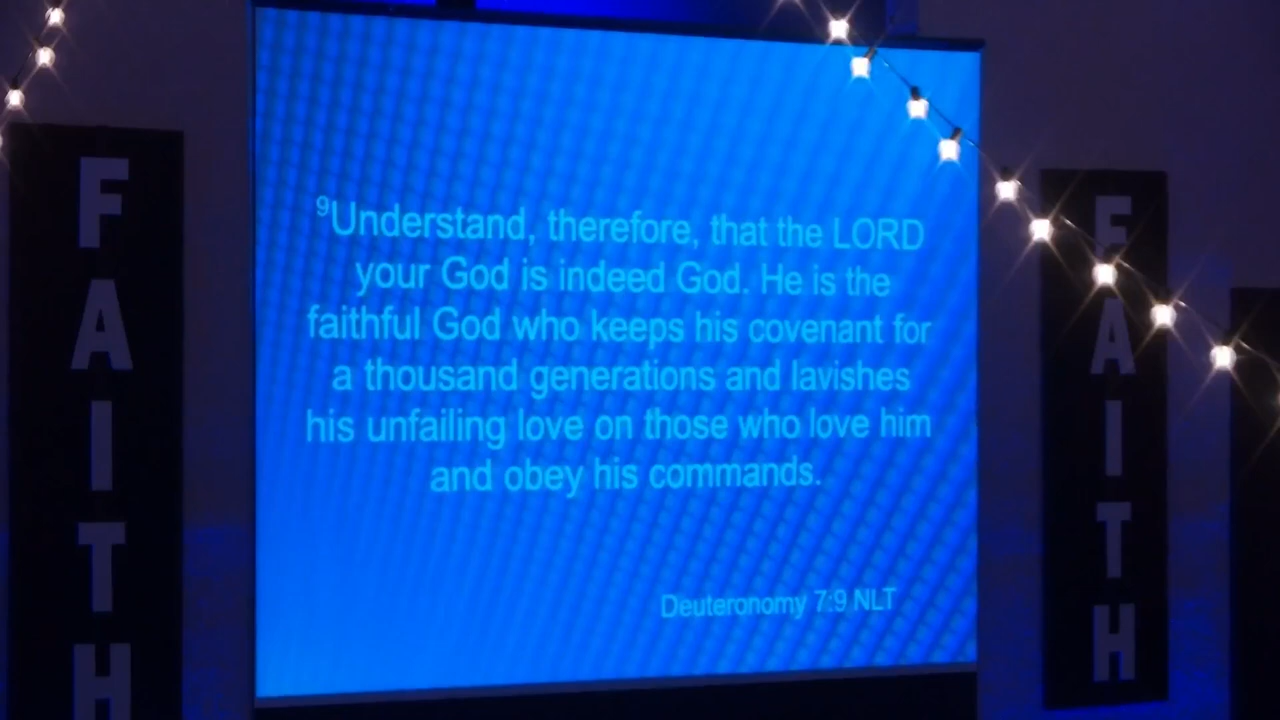 FAITH
⁹Understand, therefore, that the LORD
your God is indeed God. He is the
faithful God who keeps his covenant for
a thousand generations and lavishes
his unfailing love on those who love him
and obey his commands.
Deuteronomy 7:9 NLT
FAITH